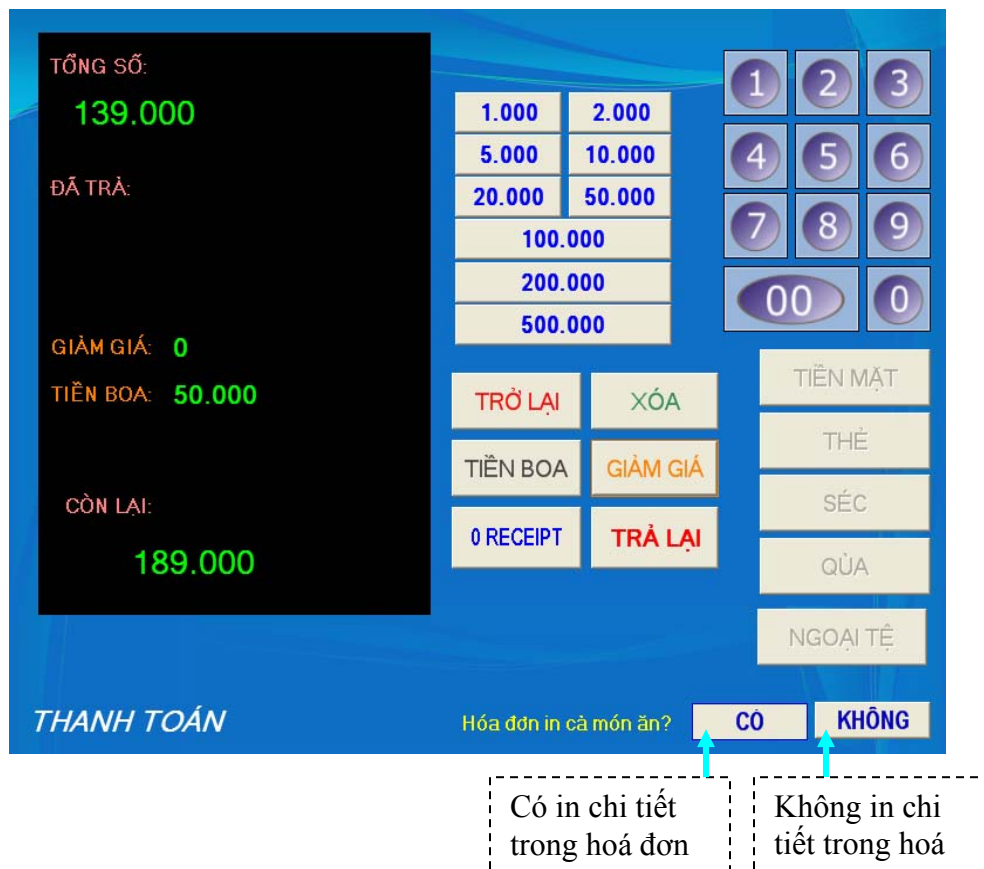 TỔNG SỐ:
139.000
ĐÃ TRẢ:
GIẢM GIÁ: 0
TIỀN BOA: 50.000
CÒN LẠI:
189.000
1.000 2.000
5.000 10.000
20.000 50.000
100.000
200.000
500.000
1 2 3
4 5 6
7 8 9
00 0
TRỞ LẠI XÓA
TIỀN BOA GIẢM GIÁ
0 RECEIPT TRẢ LẠI
TIỀN MẶT
THẺ
SÉC
QÙA
NGOẠI TỆ
THANH TOÁN
Hóa đơn in cả món ăn? CÓ KHÔNG
Có in chi tiết
trong hoá đơn
Không in chi
tiết trong hoá